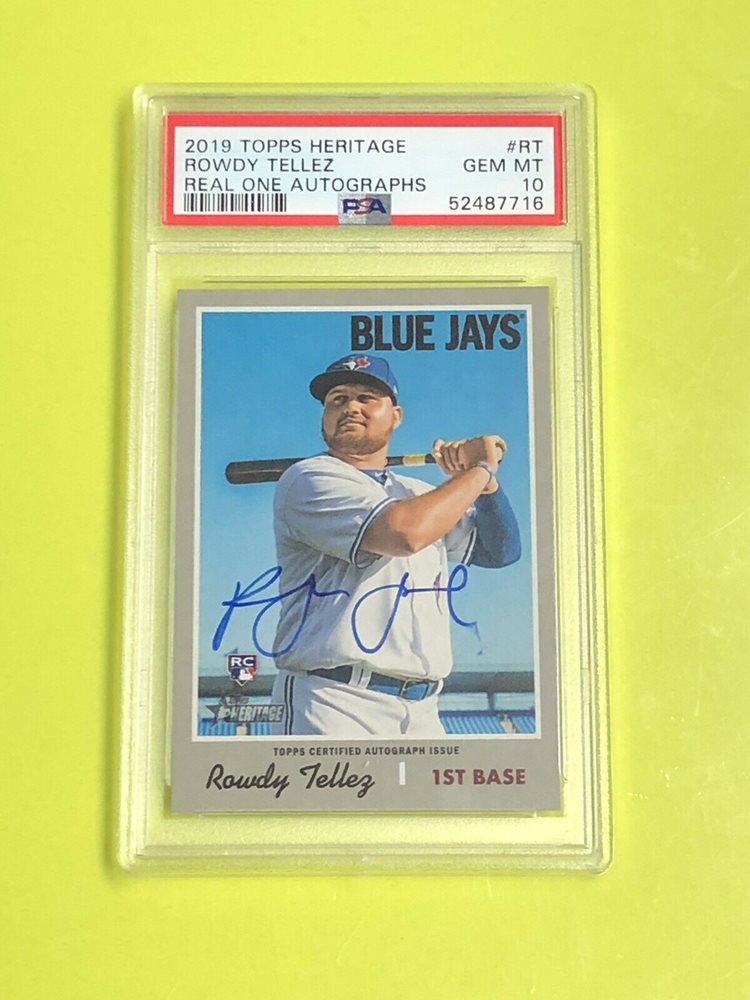 2019 TOPPS HERITAGE #RT
ROWDY TELLEZ GEM MT
REAL ONE AUTOGRAPHS 10
PSA 52487716
BLUE JAYS
RC
TOPPS
HERITAGE
TOPPS CERTIFIED AUTOGRAPH ISSUE
Rowdy Tellez 1ST BASE